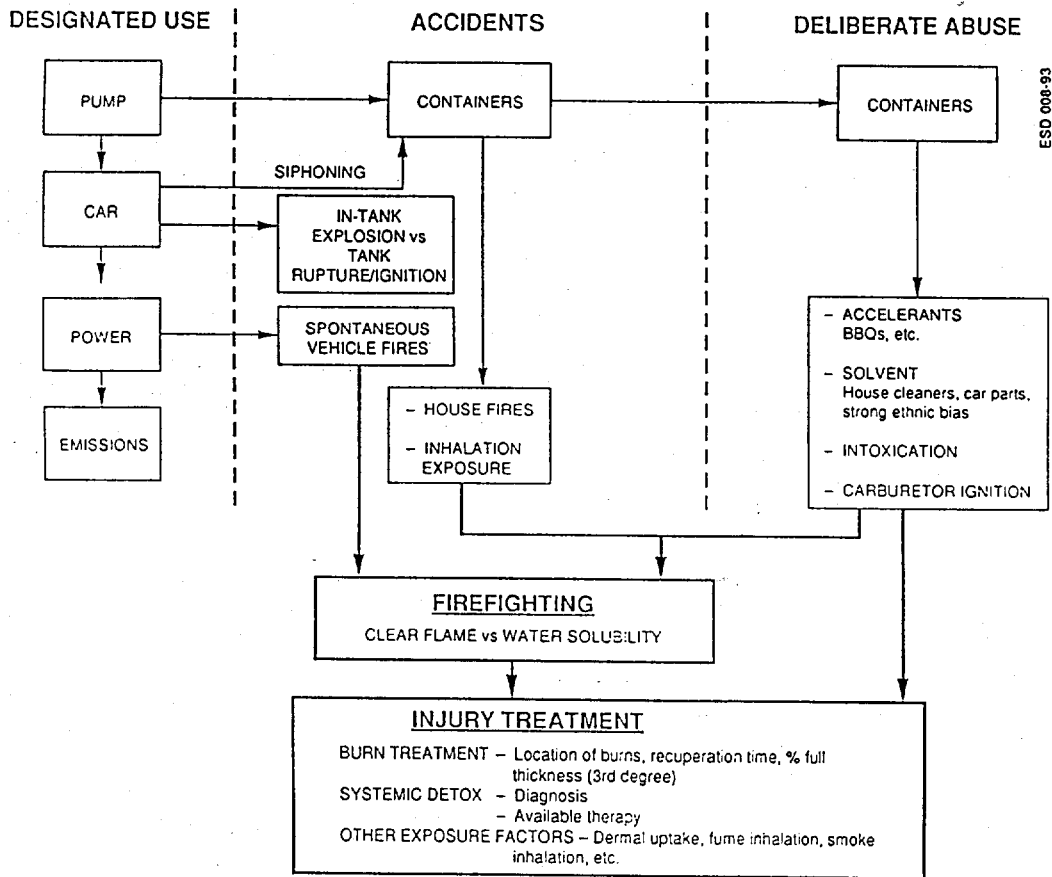 DESIGNATED USE
ACCIDENTS
DELIBERATE ABUSE
ESD 008-93
PUMP
CONTAINERS
CONTAINERS
SIPHONING
CAR
IN-TANK
EXPLOSION vs
TANK
RUPTURE/IGNITION
POWER
SPONTANEOUS
VEHICLE FIRES
EMISSIONS
– HOUSE FIRES
– INHALATION
EXPOSURE
– ACCELERANTS
BBQs, etc.
– SOLVENT
House cleaners, car parts,
strong ethnic bias
– INTOXICATION
– CARBURETOR IGNITION
FIREFIGHTING
CLEAR FLAME vs WATER SOLUBILITY
INJURY TREATMENT
BURN TREATMENT – Location of burns, recuperation time, % full
thickness (3rd degree)
SYSTEMIC DETOX – Diagnosis
– Available therapy
OTHER EXPOSURE FACTORS – Dermal uptake, fume inhalation, smoke
inhalation, etc.